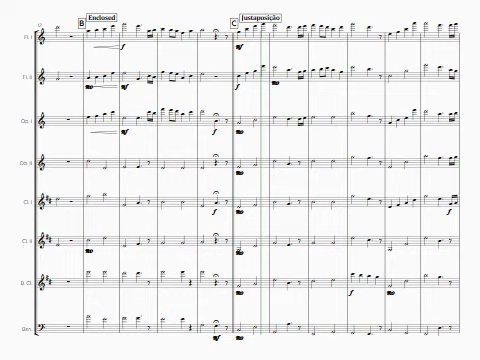 B Enclosed
C Justaposição
Fl. I
Fl. II
Ob. I
Ob. II
Cl. I
Cl. II
B. Cl.
Bsn.